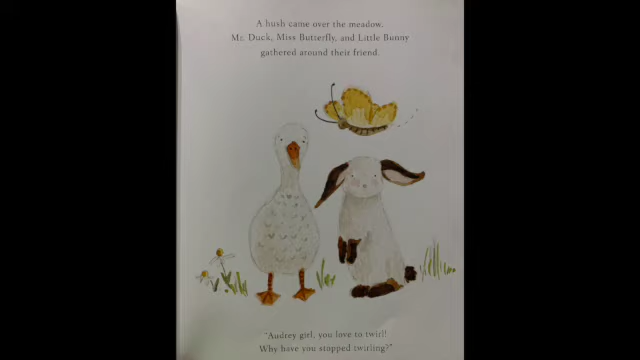 A hush came over the meadow.
Mr. Duck, Miss Butterfly, and Little Bunny
gathered around their friend.
"Audrey girl, you love to twirl!
Why have you stopped twirling?"